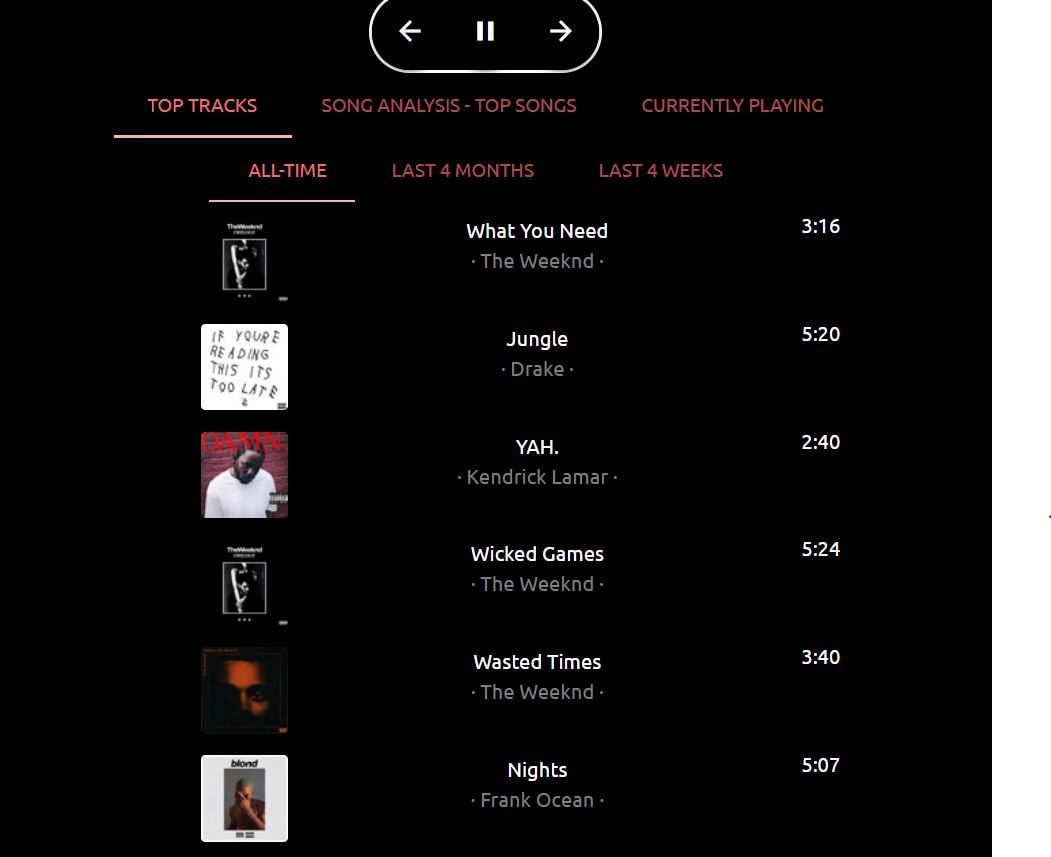 TOP TRACKS
SONG ANALYSIS - TOP SONGS
CURRENTLY PLAYING
ALL-TIME
LAST 4 MONTHS
LAST 4 WEEKS
TheWeeknd
TRILOGY
What You Need
3:16
· The Weeknd ·
IF YOURE
READING
THIS ITS
TOO LATE
Jungle
5:20
· Drake ·
DAMN.
YAH.
2:40
· Kendrick Lamar ·
TheWeeknd
TRILOGY
Wicked Games
5:24
· The Weeknd ·
Wasted Times
3:40
· The Weeknd ·
blond
Nights
5:07
· Frank Ocean ·